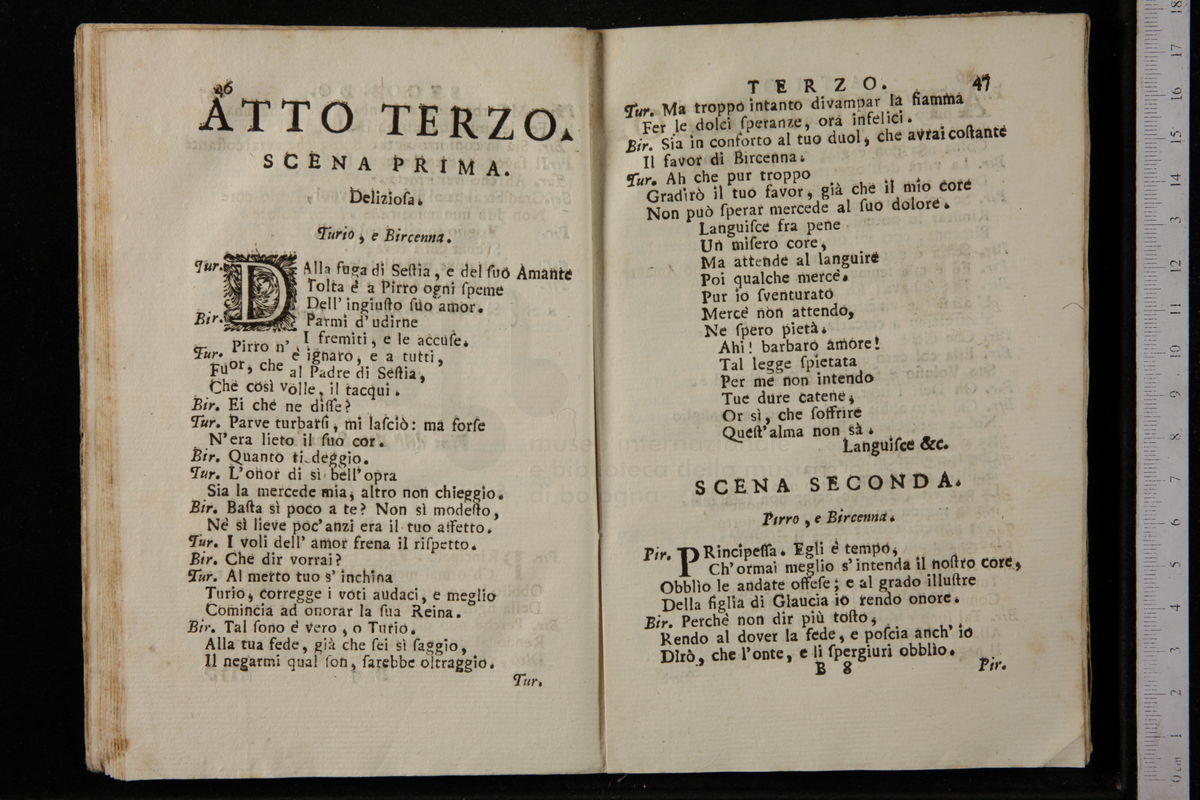 46
ATTO TERZO.
SCENA PRIMA.
Deliziosa.
Turio, e Bircenna.
Tur. DAlla fuga di Sestia, e del suo Amante
Tolta è a Pirro ogni speme
Dell' ingiusto suo amor.
Bir. Parmi d'udirne
I fremiti, e le accuse.
Tur. Pirro n' è ignaro, e a tutti,
Fuor, che al Padre di Sestia,
Che così volle, il tacqui.
Bir. Ei che ne disse?
Tur. Parve turbarsi, mi lasciò: ma forse
N'era lieto il suo cor.
Bir. Quanto ti deggio.
Tur. L'onor di sì bell'opra
Sia la mercede mia, altro non chieggio.
Bir. Basta sì poco a te? Non sì modesto,
Nè sì lieve poc'anzi era il tuo affetto.
Tur. I voli dell' amor frena il rispetto.
Bir. Che dir vorrai?
Tur. Al merto tuo s' inchina
Turio, corregge i voti audaci, e meglio
Comincia ad onorar la sua Reina.
Bir. Tal sono è vero, o Turio.
Alla tua fede, già che sei sì saggio,
Il negarmi qual son, sarebbe oltraggio.
Tur.
TERZO. 47
Tur. Ma troppo intanto divampar la fiamma
Fer le dolci speranze, ora infelici.
Bir. Sia in conforto al tuo duol, che avrai costante
Il favor di Bircenna.
Tur. Ah che pur troppo
Gradirò il tuo favor, già che il mio core
Non può sperar mercede al suo dolore.
Languisce fra pene
Un misero core,
Ma attende al languire
Poi qualche mercè.
Pur io sventurato
Mercè non attendo,
Ne spero pietà.
Ahi! barbaro amore!
Tal legge spietata
Per me non intendo
Tue dure catene,
Or sì, che soffrire
Quest'alma non sà.
Languisce &c.
SCENA SECONDA.
Pirro, e Bircenna.
Pir. PRincipessa. Egli è tempo,
Ch'ormai meglio s'intenda il nostro core,
Obblìo le andate offese; e al grado illustre
Della figlia di Glaucia io rendo onore.
Bir. Perchè non dir più tosto,
Rendo al dover la fede, e poscia anch' io
Dirò, che l'onte, e li spergiuri obblìo.
B 8 Pir.
musée internazionale
e biblioteca della musica
di bologna